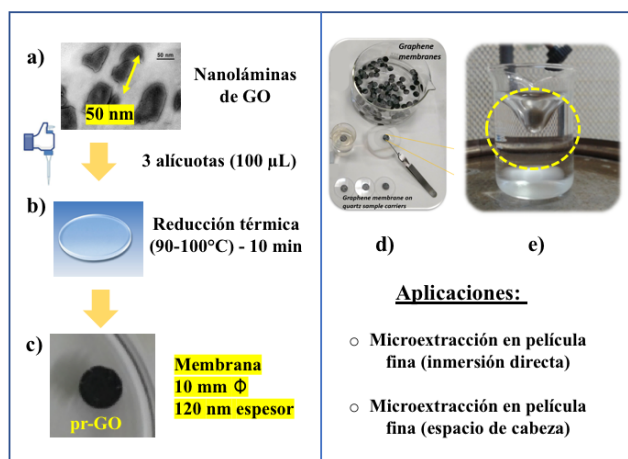 a)
50 nm
50 nm
Nanoláminas
de GO
3 alícuotas (100 µL)
b)
Reducción térmica
(90-100°C) - 10 min
c)
pr-GO
Membrana
10 mm Φ
120 nm espesor
Graphene
membranes
Graphene membrane on
quartz sample carriers
d)
e)
Aplicaciones:
○ Microextracción en película
fina (inmersión directa)
○ Microextracción en película
fina (espacio de cabeza)